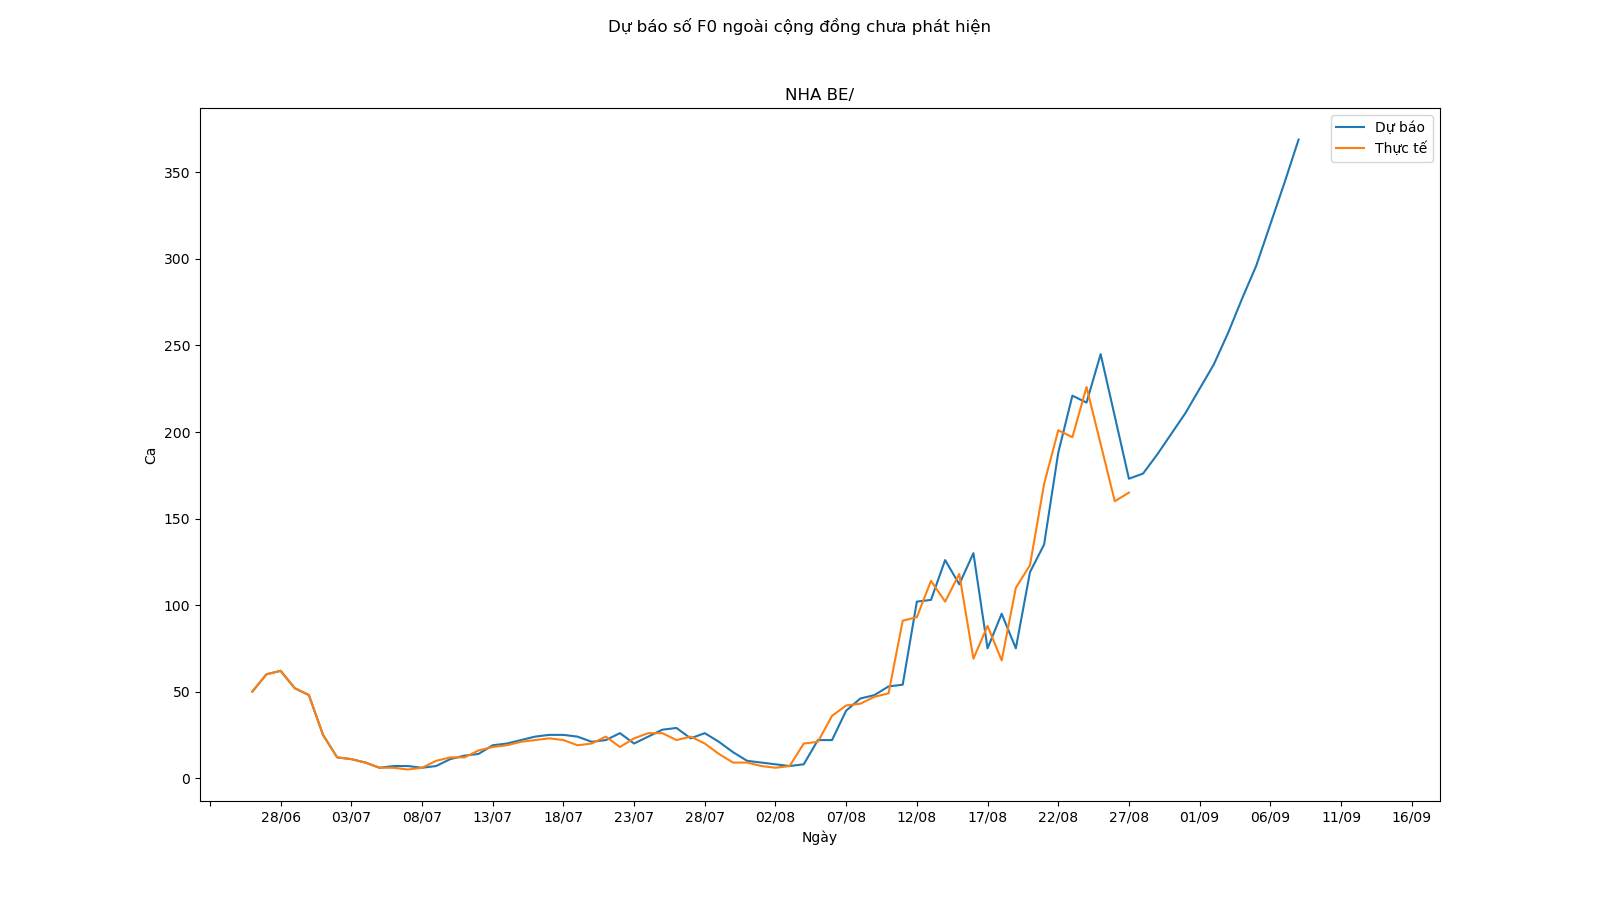 Dự báo số F0 ngoài cộng đồng chưa phát hiện
NHA BE/
Dự báo
Thực tế
350
300
250
200
150
100
50
0
Ca
28/06 03/07 08/07 13/07 18/07 23/07 28/07 02/08 07/08 12/08 17/08 22/08 27/08 01/09 06/09 11/09 16/09
Ngày